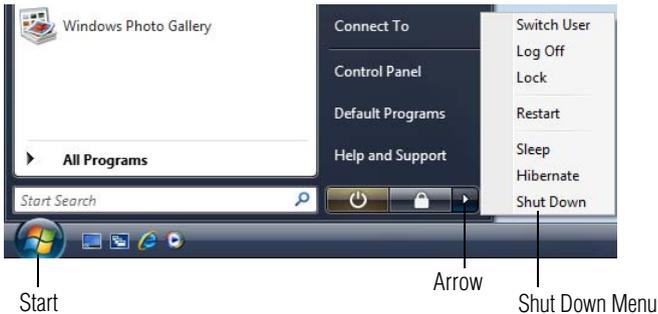 Windows Photo Gallery
All Programs
Start Search
Connect To
Control Panel
Default Programs
Help and Support
Switch User
Log Off
Lock
Restart
Sleep
Hibernate
Shut Down
Start
Arrow
Shut Down Menu